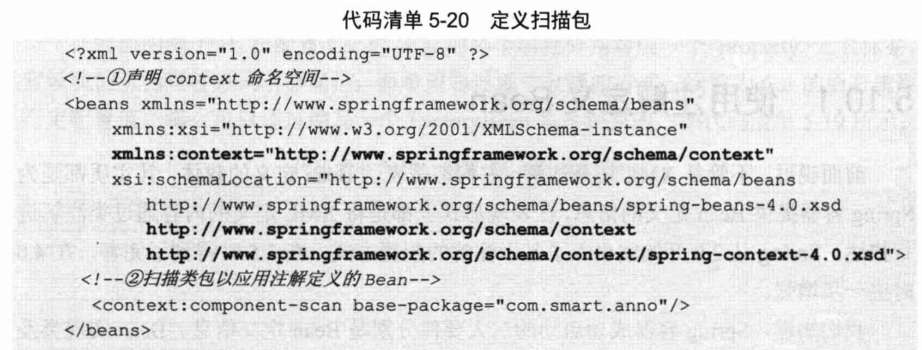 代码清单 5-20 定义扫描包
<?xml version="1.0" encoding="UTF-8" ?>
<!--①声明 context 命名空间-->
<beans xmlns="http://www.springframework.org/schema/beans"
xmlns:xsi="http://www.w3.org/2001/XMLSchema-instance"
xmlns:context="http://www.springframework.org/schema/context"
xsi:schemaLocation="http://www.springframework.org/schema/beans
http://www.springframework.org/schema/beans/spring-beans-4.0.xsd
http://www.springframework.org/schema/context
http://www.springframework.org/schema/context/spring-context-4.0.xsd">
<!--②扫描类包以应用注解定义的 Bean-->
<context:component-scan base-package="com.smart.anno"/>
</beans>